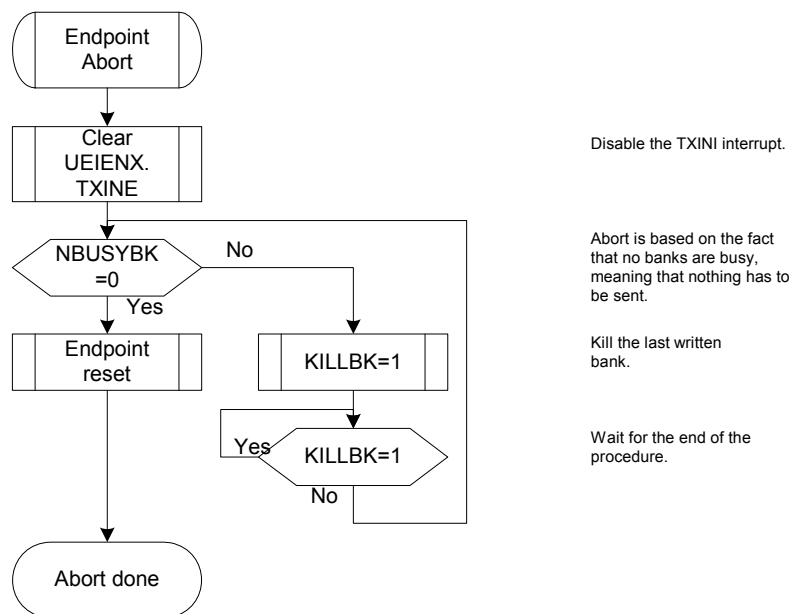 Endpoint
Abort
Clear
UEIENX.
TXINE
Disable the TXINI interrupt.
NBUSYBK
=0
No
Yes
Abort is based on the fact
that no banks are busy,
meaning that nothing has to
be sent.
Endpoint
reset
KILLBK=1
Kill the last written
bank.
Yes
KILLBK=1
No
Wait for the end of the
procedure.
Abort done